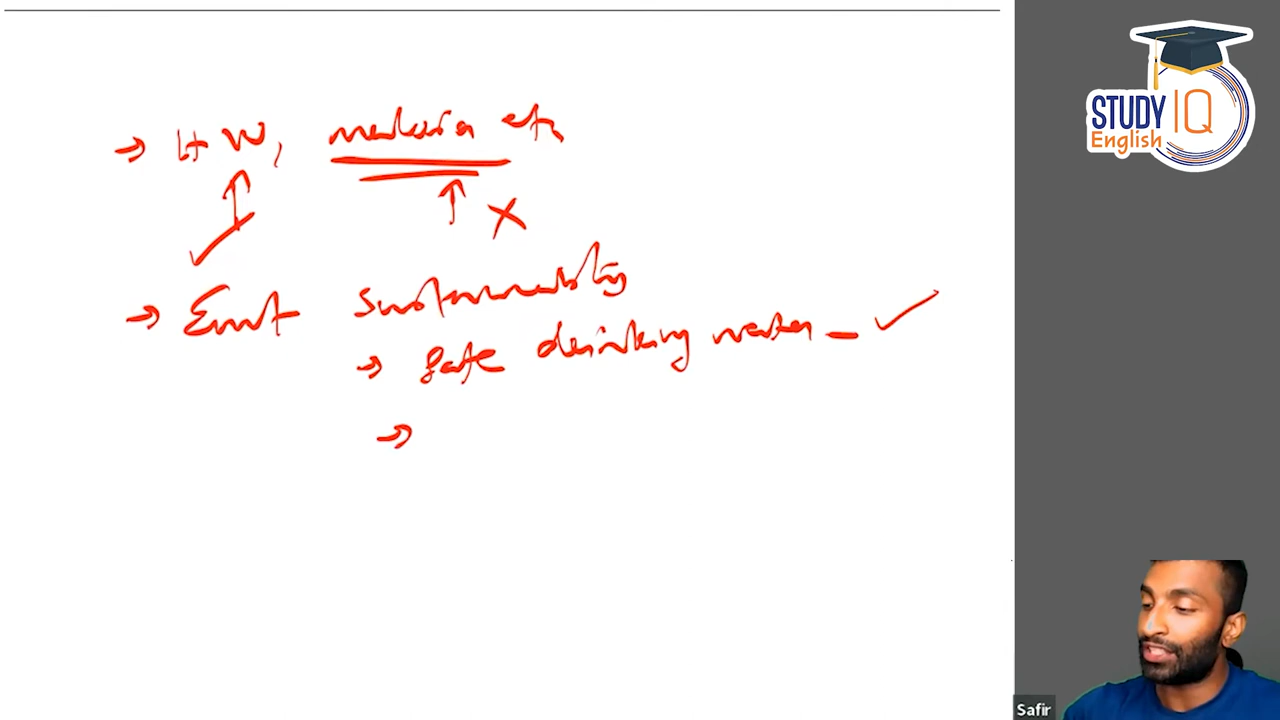 → HW, malaria etc
→ Envt sustainability
→ safe drinking water - ✓
→
STUDY IQ
English
Safir